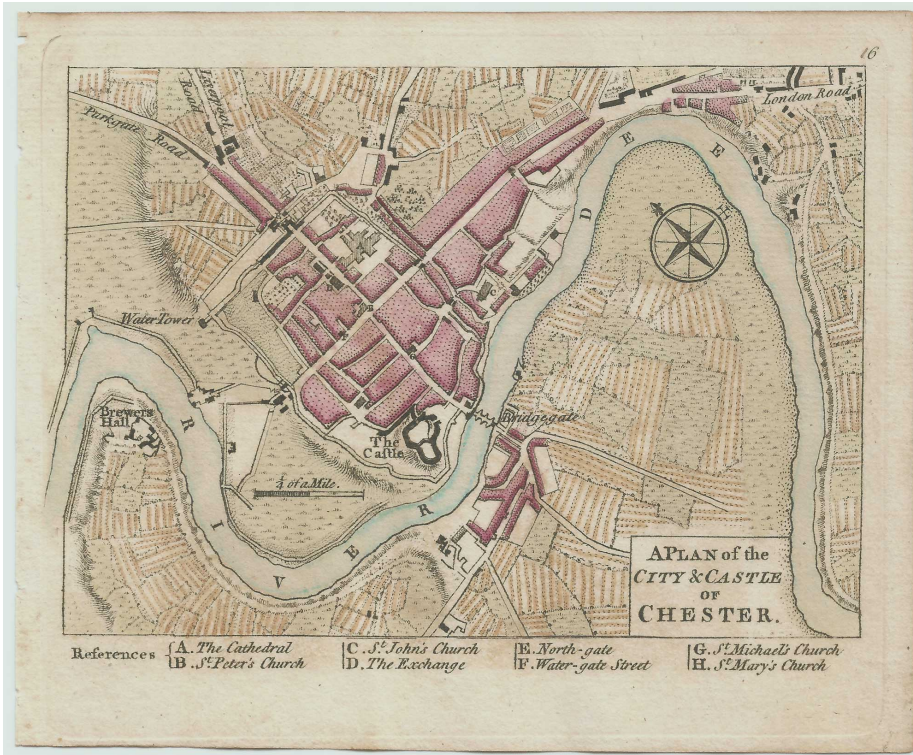 16
Parkgate
Road
Liverpool
Road
London Road
D E E
Water Tower
Brewers
Hall
The
Castle
Bridgegate
1/4 of a Mile.
R I V E R
A PLAN of the
CITY & CASTLE
OF
CHESTER.
References
A. The Cathedral
B. St. Peter's Church
C. St. John's Church
D. The Exchange
E. North-gate
F. Water-gate Street
G. St. Michael's Church
H. St. Mary's Church